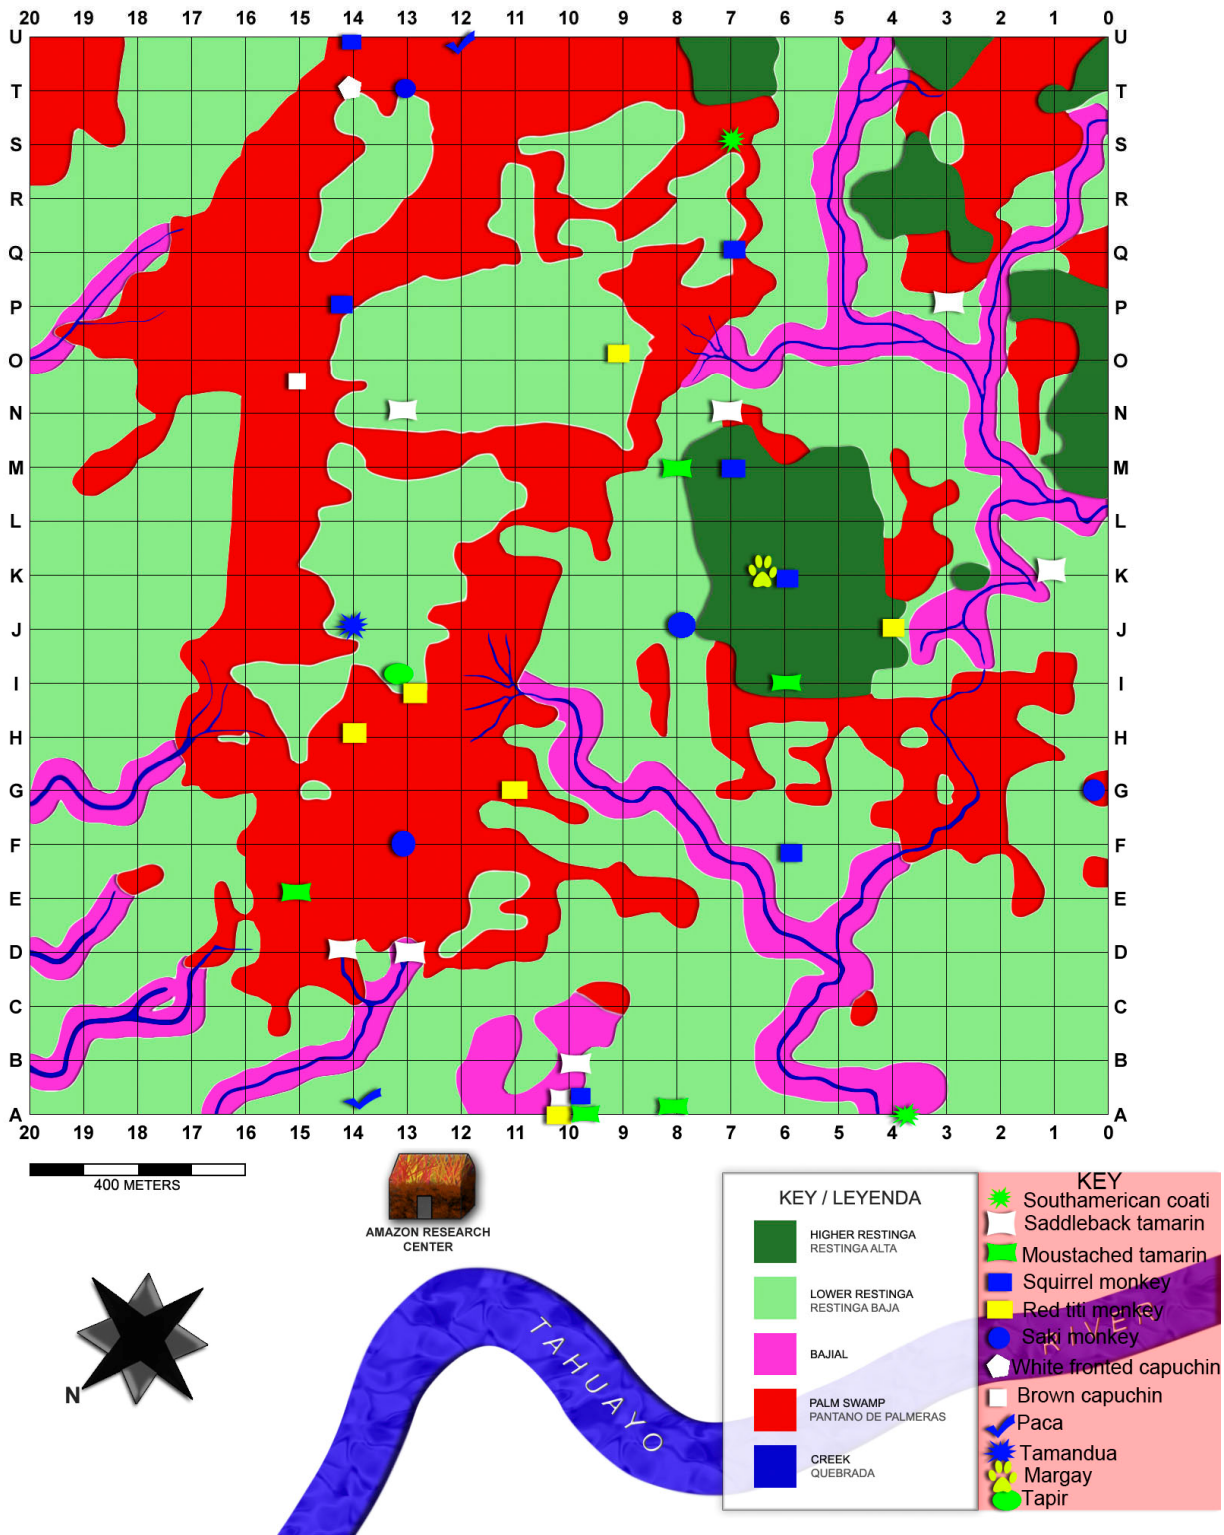 20 19 18 17 16 15 14 13 12 11 10 9 8 7 6 5 4 3 2 1 0
U U
T T
S S
R R
Q Q
P P
O O
N N
M M
L L
K K
J J
I I
H H
G G
F F
E E
D D
C C
B B
A A
20 19 18 17 16 15 14 13 12 11 10 9 8 7 6 5 4 3 2 1 0
400 METERS
AMAZON RESEARCH
CENTER
N
TAHUAYO
RIVER
KEY / LEYENDA
HIGHER RESTINGA
RESTINGA ALTA
LOWER RESTINGA
RESTINGA BAJA
BAJIAL
PALM SWAMP
PANTANO DE PALMERAS
CREEK
QUEBRADA
KEY
Southamerican coati
Saddleback tamarin
Moustached tamarin
Squirrel monkey
Red titi monkey
Saki monkey
White fronted capuchin
Brown capuchin
Paca
Tamandua
Margay
Tapir